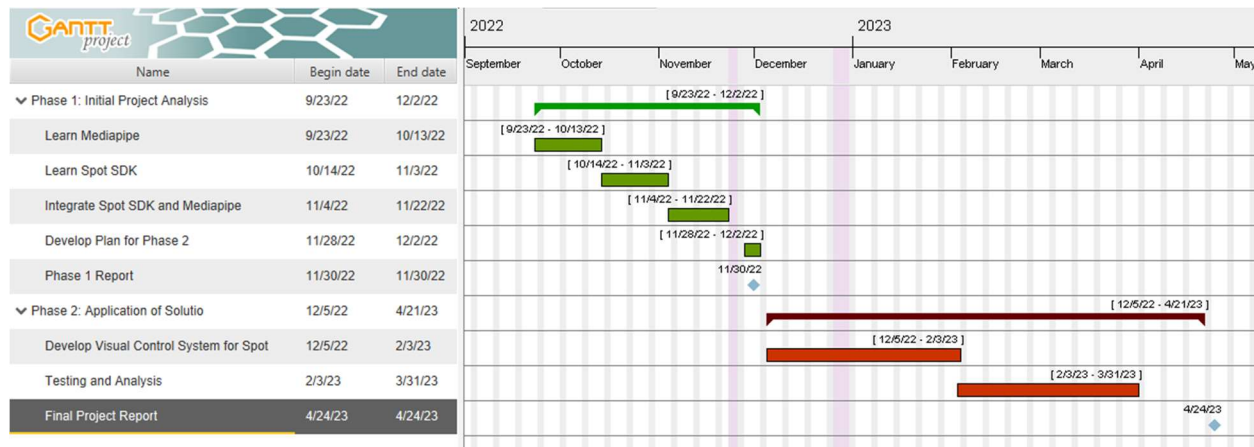 GANTT
project
2022 2023
Name Begin date End date
September October November December January February March April May
Phase 1: Initial Project Analysis 9/23/22 12/2/22 [ 9/23/22 - 12/2/22 ]
Learn Mediapipe 9/23/22 10/13/22 [ 9/23/22 - 10/13/22 ]
Learn Spot SDK 10/14/22 11/3/22 [ 10/14/22 - 11/3/22 ]
Integrate Spot SDK and Mediapipe 11/4/22 11/22/22 [ 11/4/22 - 11/22/22 ]
Develop Plan for Phase 2 11/28/22 12/2/22 [ 11/28/22 - 12/2/22 ]
Phase 1 Report 11/30/22 11/30/22 11/30/22
Phase 2: Application of Solutio 12/5/22 4/21/23 [ 12/5/22 - 4/21/23 ]
Develop Visual Control System for Spot 12/5/22 2/3/23 [ 12/5/22 - 2/3/23 ]
Testing and Analysis 2/3/23 3/31/23 [ 2/3/23 - 3/31/23 ]
Final Project Report 4/24/23 4/24/23 4/24/23